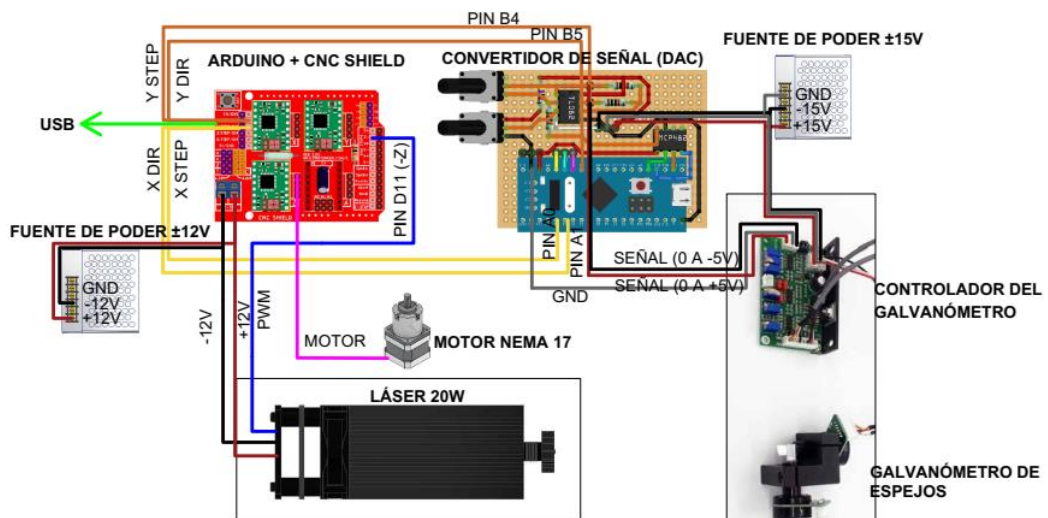 PIN B4
PIN B5
Y STEP
Y DIR
ARDUINO + CNC SHIELD
CONVERTIDOR DE SEÑAL (DAC)
FUENTE DE PODER ±15V
GND
-15V
+15V
USB
X DIR
X STEP
TL082
CNC SHIELD
PIN D11 (-Z)
PIN A0
PIN A1
FUENTE DE PODER ±12V
GND
-12V
+12V
SEÑAL (0 A -5V)
SEÑAL (0 A +5V)
GND
CONTROLADOR DEL
GALVANÓMETRO
-12V
+12V
PWM
MOTOR
MOTOR NEMA 17
LÁSER 20W
GALVANÓMETRO DE
ESPEJOS